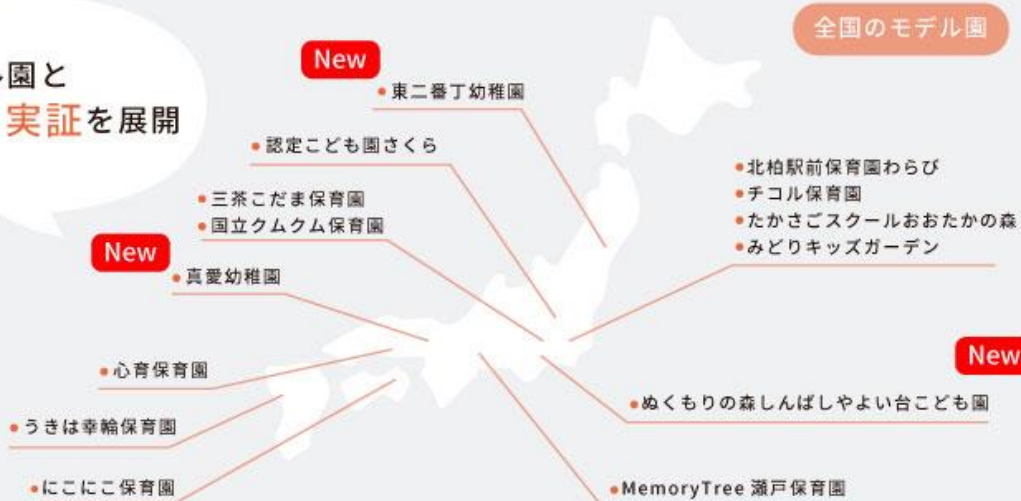 園と
実証を展開
全国のモデル園
New
東二番丁幼稚園
認定こども園さくら
三茶こだま保育園
国立クムクム保育園
New
真愛幼稚園
心育保育園
うきは幸輪保育園
にこにこ保育園
北柏駅前保育園わらび
チコル保育園
たかさごスクールおおたかの森
みどりキッズガーデン
New
ぬくもりの森しんばしやよい台こども園
MemoryTree 瀬戸保育園